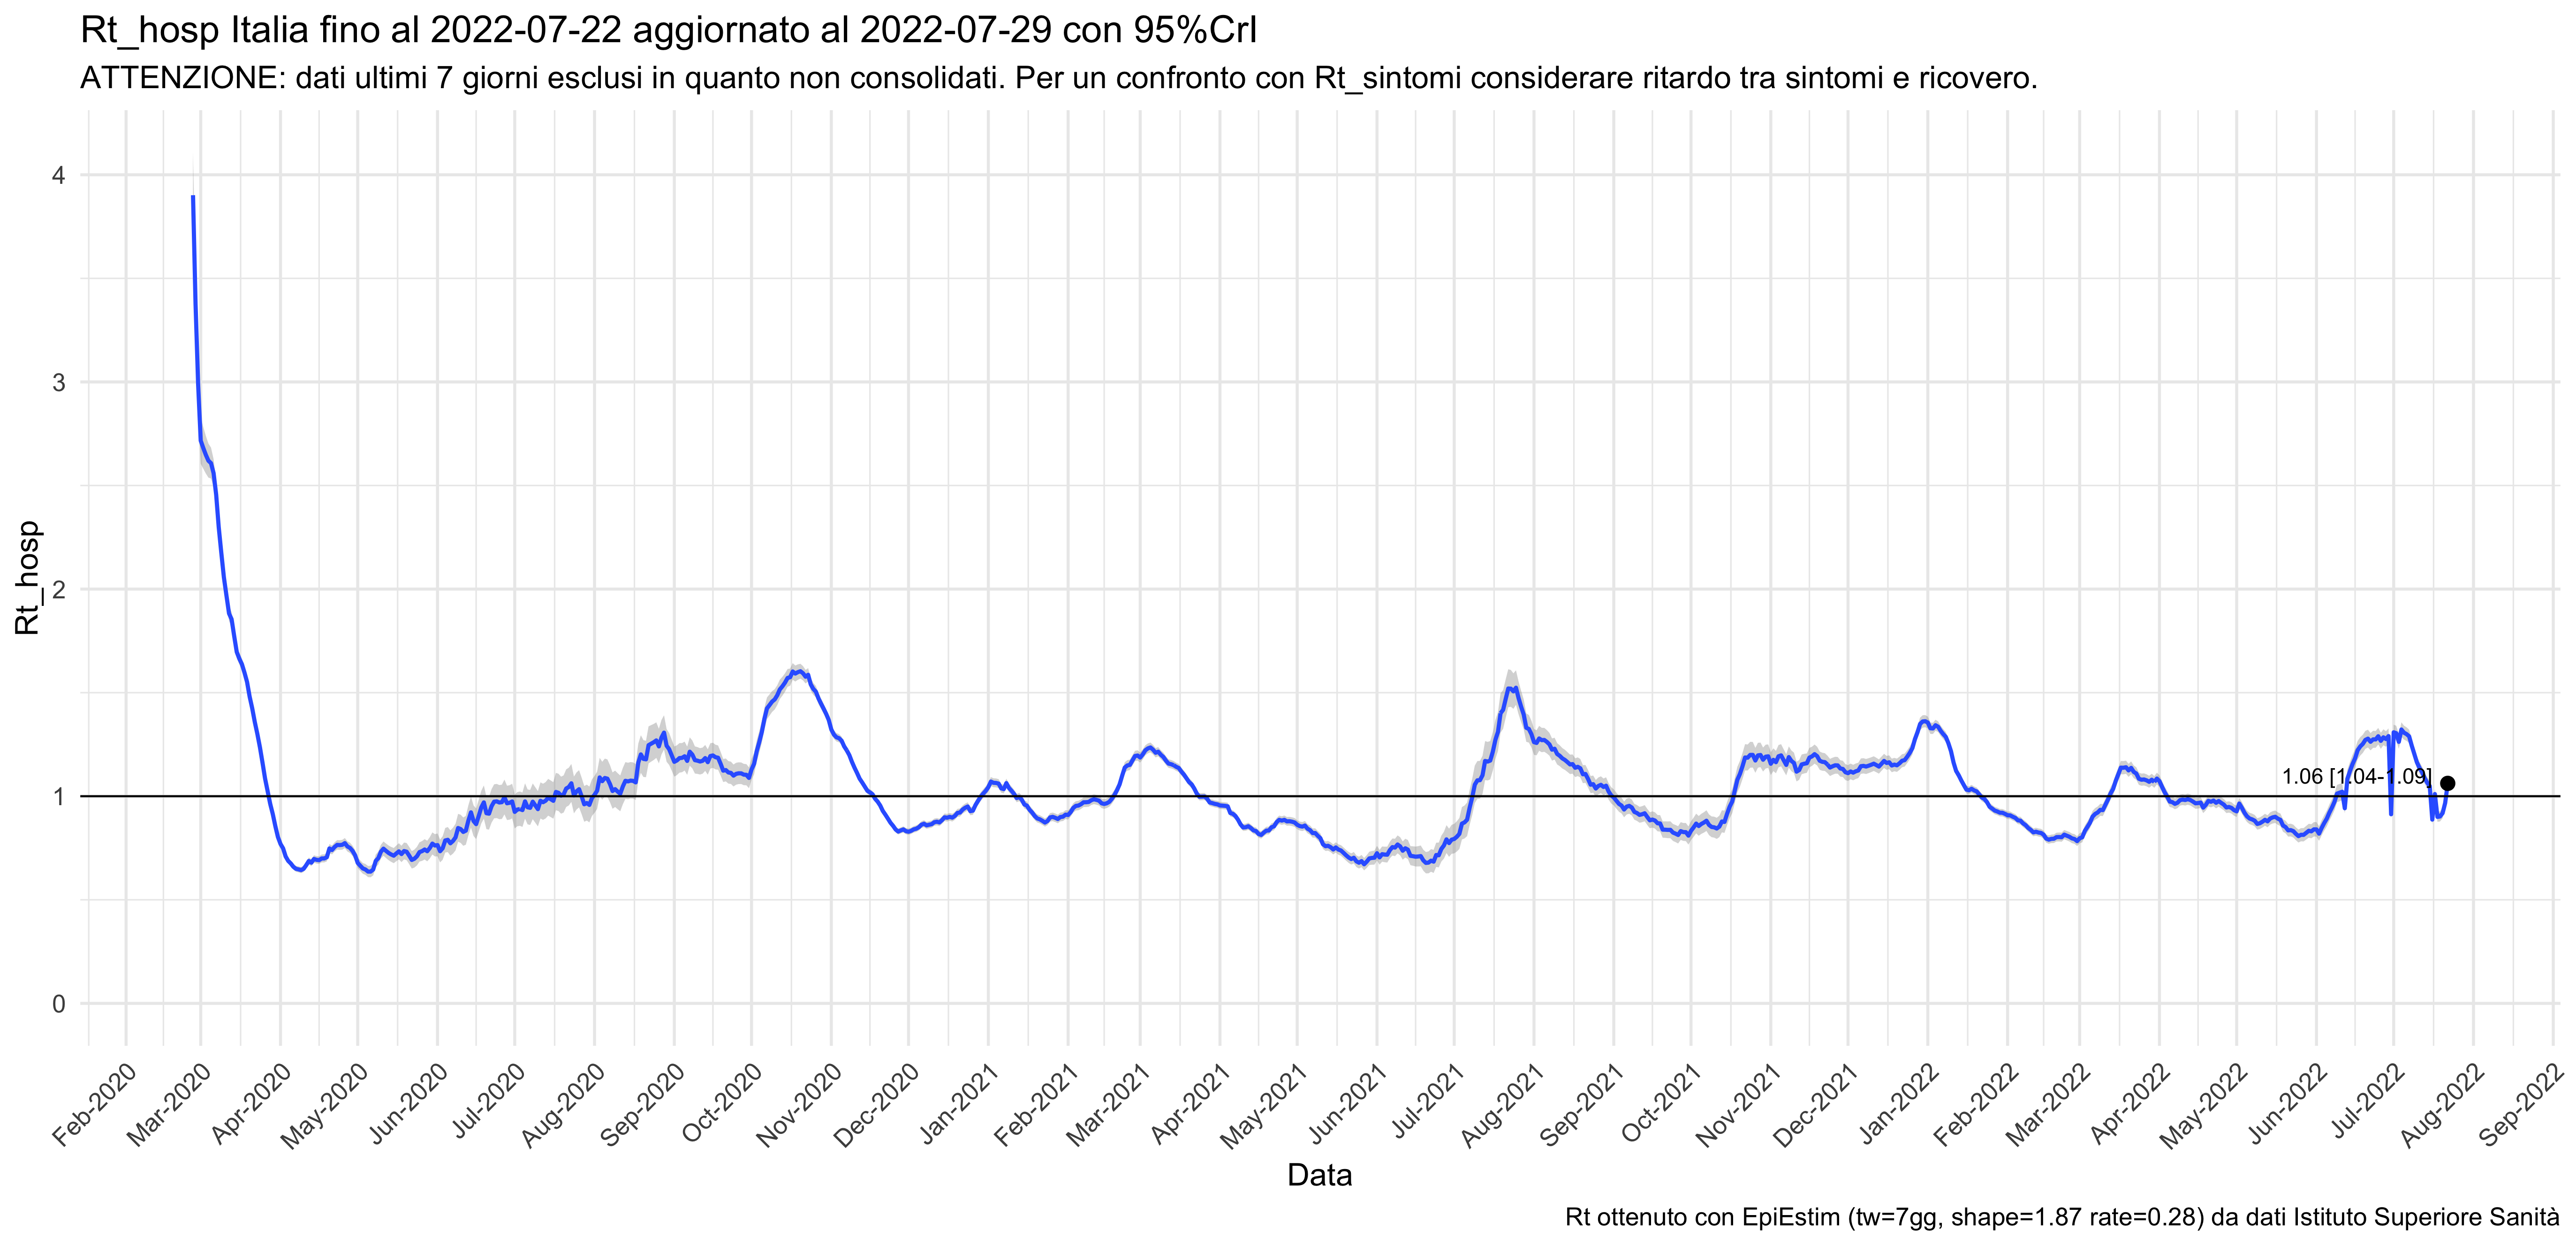 Rt_hosp Italia fino al 2022-07-22 aggiornato al 2022-07-29 con 95%CrI
ATTENZIONE: dati ultimi 7 giorni esclusi in quanto non consolidati. Per un confronto con Rt_sintomi considerare ritardo tra sintomi e ricovero.
4
3
2
1
0
Rt_hosp
1.06 [1.04-1.09]
Feb-2020
Mar-2020
Apr-2020
May-2020
Jun-2020
Jul-2020
Aug-2020
Sep-2020
Oct-2020
Nov-2020
Dec-2020
Jan-2021
Feb-2021
Mar-2021
Apr-2021
May-2021
Jun-2021
Jul-2021
Aug-2021
Sep-2021
Oct-2021
Nov-2021
Dec-2021
Jan-2022
Feb-2022
Mar-2022
Apr-2022
May-2022
Jun-2022
Jul-2022
Aug-2022
Sep-2022
Data
Rt ottenuto con EpiEstim (tw=7gg, shape=1.87 rate=0.28) da dati Istituto Superiore Sanità